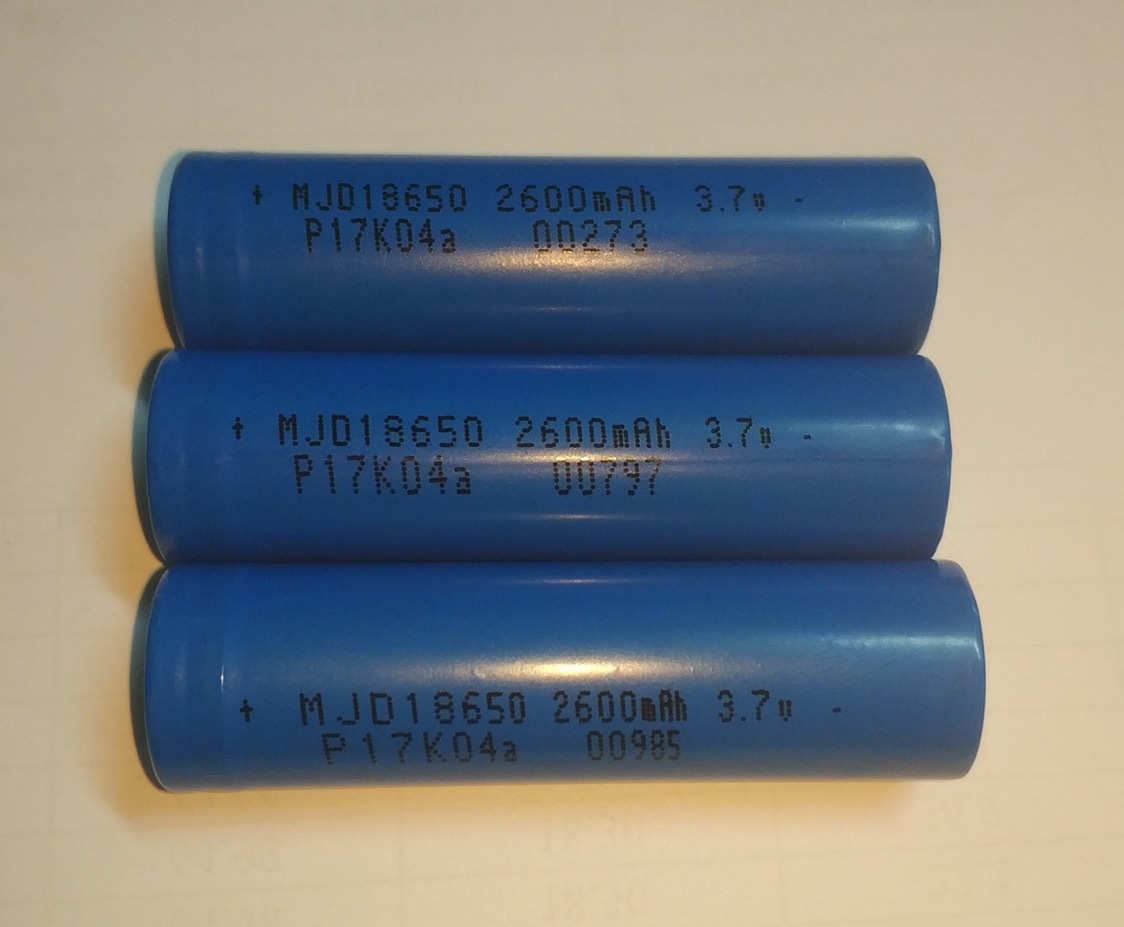 + MJD18650 2600mAh 3.7v -
P17K04a 00273
+ MJD18650 2600mAh 3.7v -
P17K04a 00797
+ MJD18650 2600mAh 3.7v -
P17K04a 00985